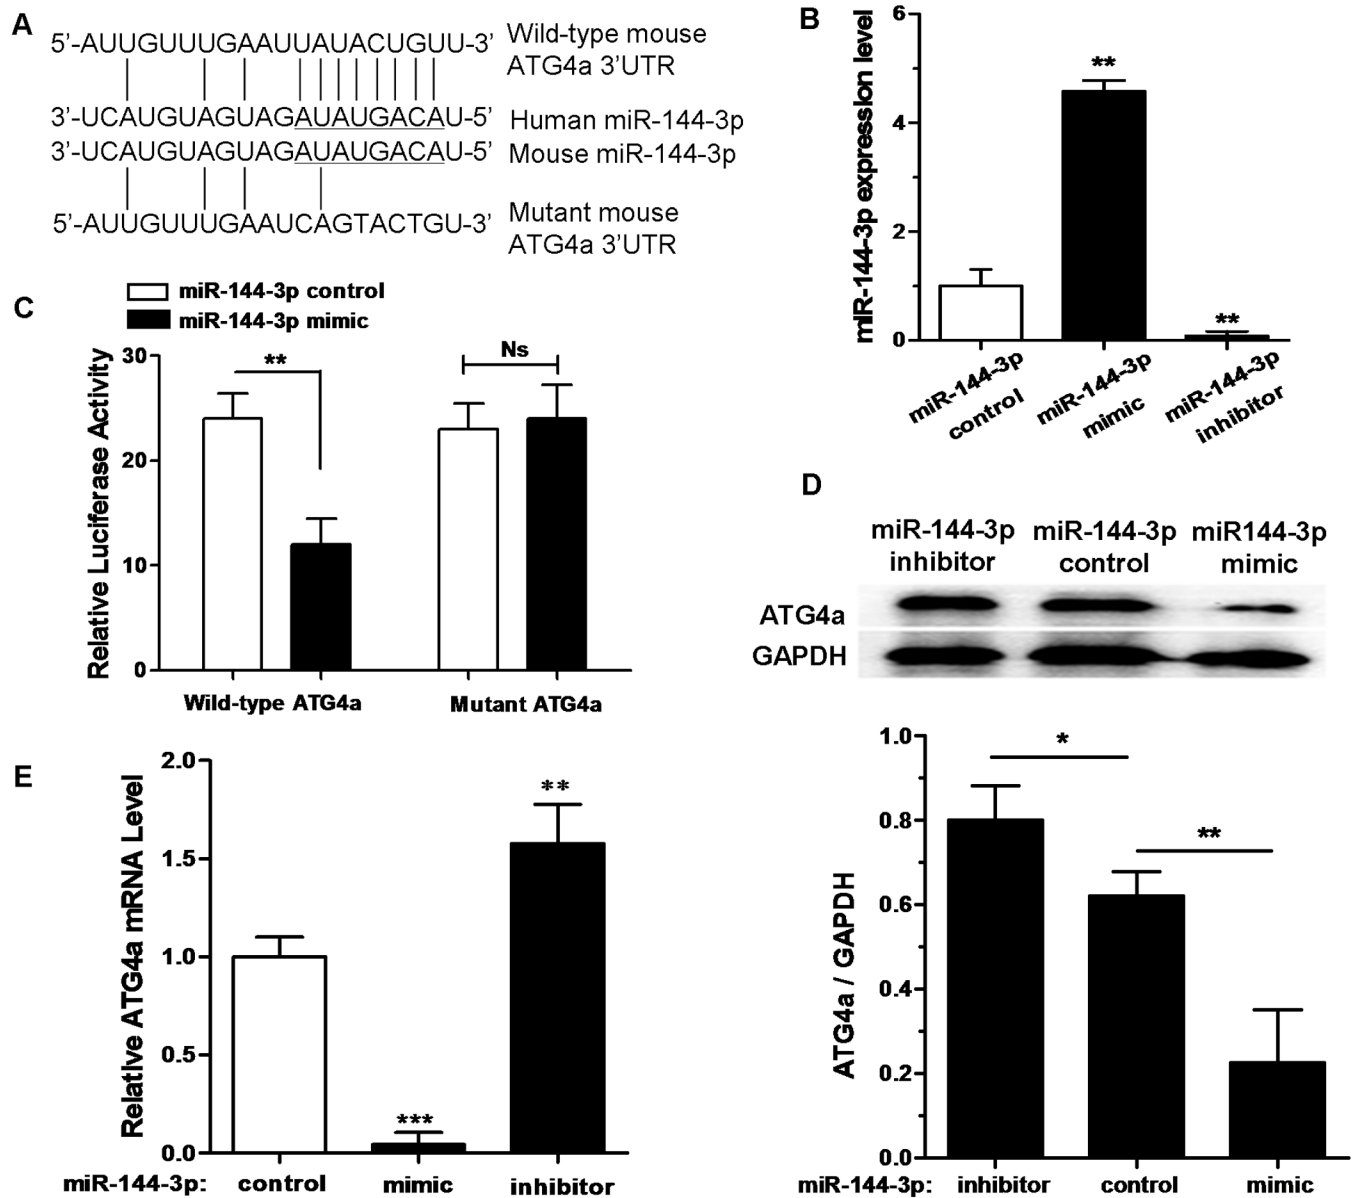 A
5'-AUUGUUUGAAUUAUACUGUU-3' Wild-type mouse
ATG4a 3'UTR
3'-UCAUGUAGUAGAUAUGACAU-5' Human miR-144-3p
3'-UCAUGUAGUAGAUAUGACAU-5' Mouse miR-144-3p
5'-AUUGUUUGAAUCAGTACTGU-3' Mutant mouse
ATG4a 3'UTR
B
miR-144-3p expression level
6
4
2
0
**
**
miR-144-3p
control
miR-144-3p
mimic
miR-144-3p
inhibitor
C
miR-144-3p control
miR-144-3p mimic
Relative Luciferase Activity
30
20
10
0
**
Ns
Wild-type ATG4a
Mutant ATG4a
D
miR-144-3p
inhibitor
miR-144-3p
control
miR144-3p
mimic
ATG4a
GAPDH
ATG4a / GAPDH
1.0
0.8
0.6
0.4
0.2
0.0
*
**
miR-144-3p: inhibitor control mimic
E
Relative ATG4a mRNA Level
2.0
1.5
1.0
0.5
0.0
***
**
miR-144-3p: control mimic inhibitor